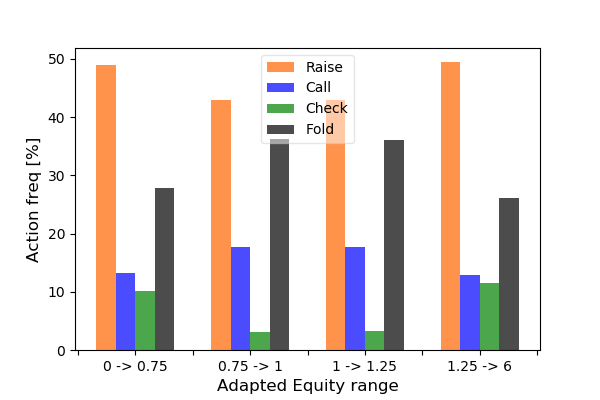 50
40
30
20
10
0
Action freq [%]
Raise
Call
Check
Fold
0 -> 0.75
0.75 -> 1
1 -> 1.25
1.25 -> 6
Adapted Equity range